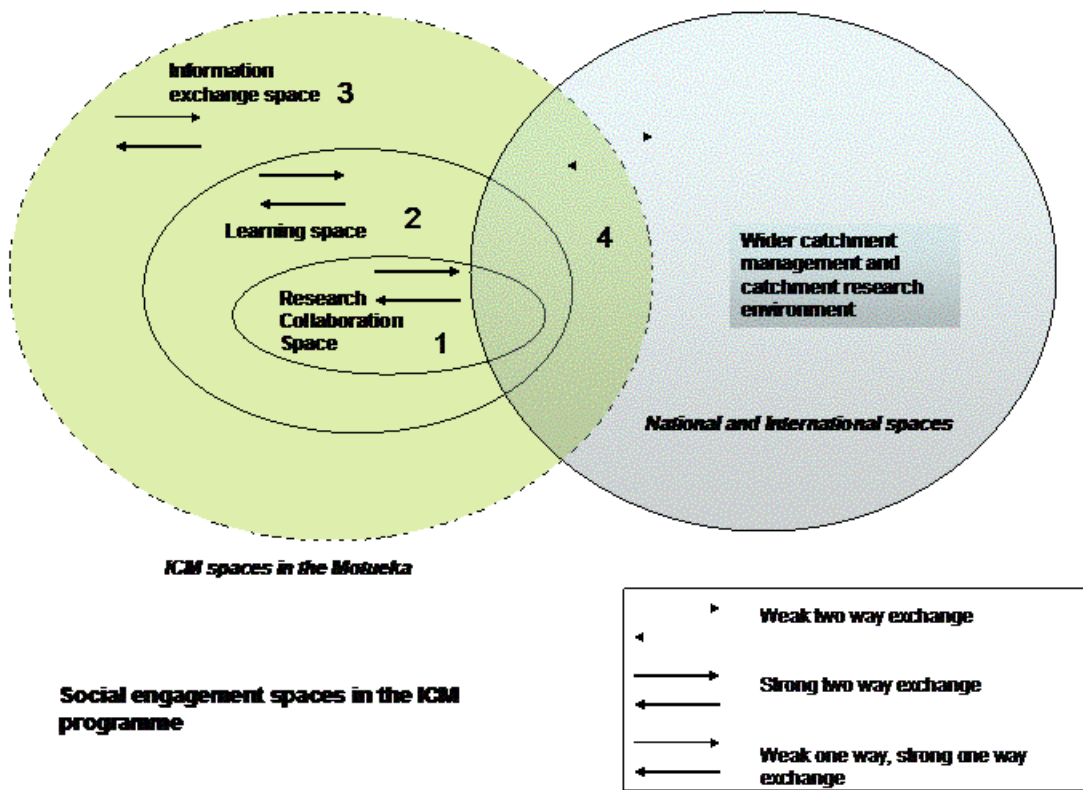 Information
exchange space 3
2
Learning space
4
Wider catchment
management and
catchment research
environment
Research
Collaboration
Space
1
National and International spaces
ICM spaces in the Motueka
Weak two way exchange
Strong two way exchange
Weak one way, strong one way
exchange
Social engagement spaces in the ICM
programme